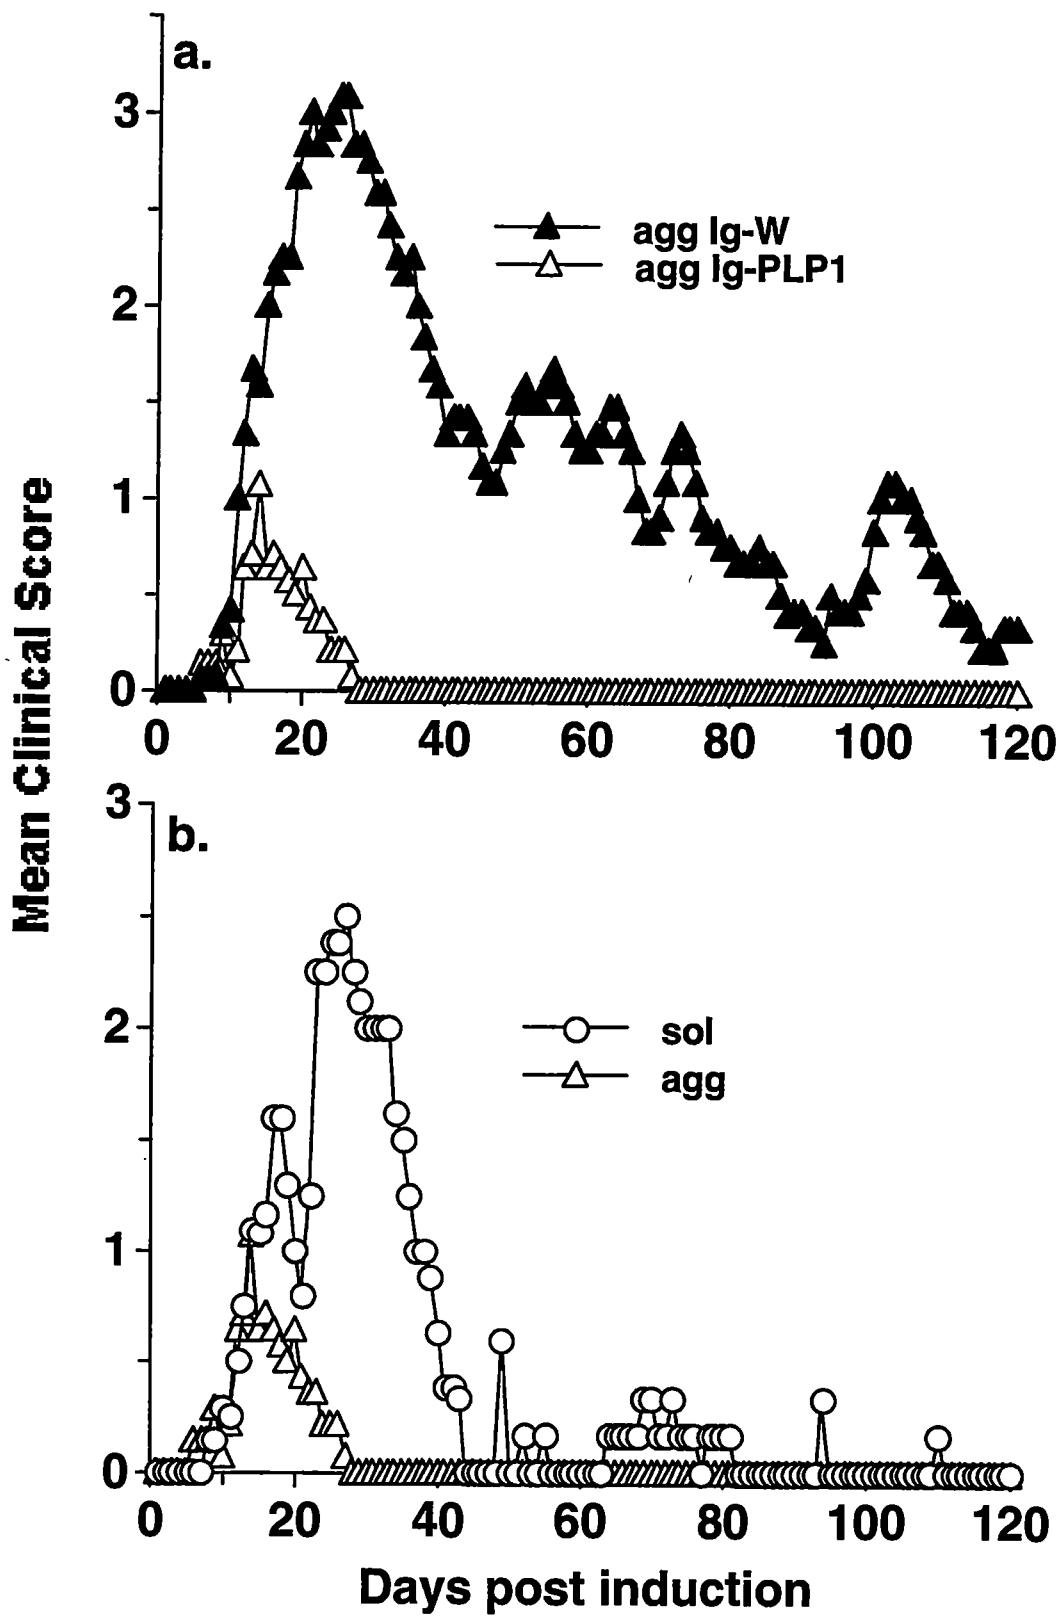 a.
3
2
1
0
agg Ig-W
agg Ig-PLP1
0 20 40 60 80 100 120
Mean Clinical Score
b.
3
2
1
0
sol
agg
0 20 40 60 80 100 120
Days post induction